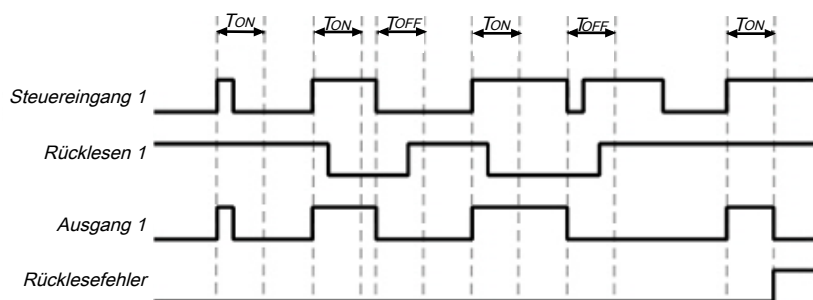 TON TON TOFF TON TOFF TON
Steuereingang 1
Rücklesen 1
Ausgang 1
Rücklesefehler